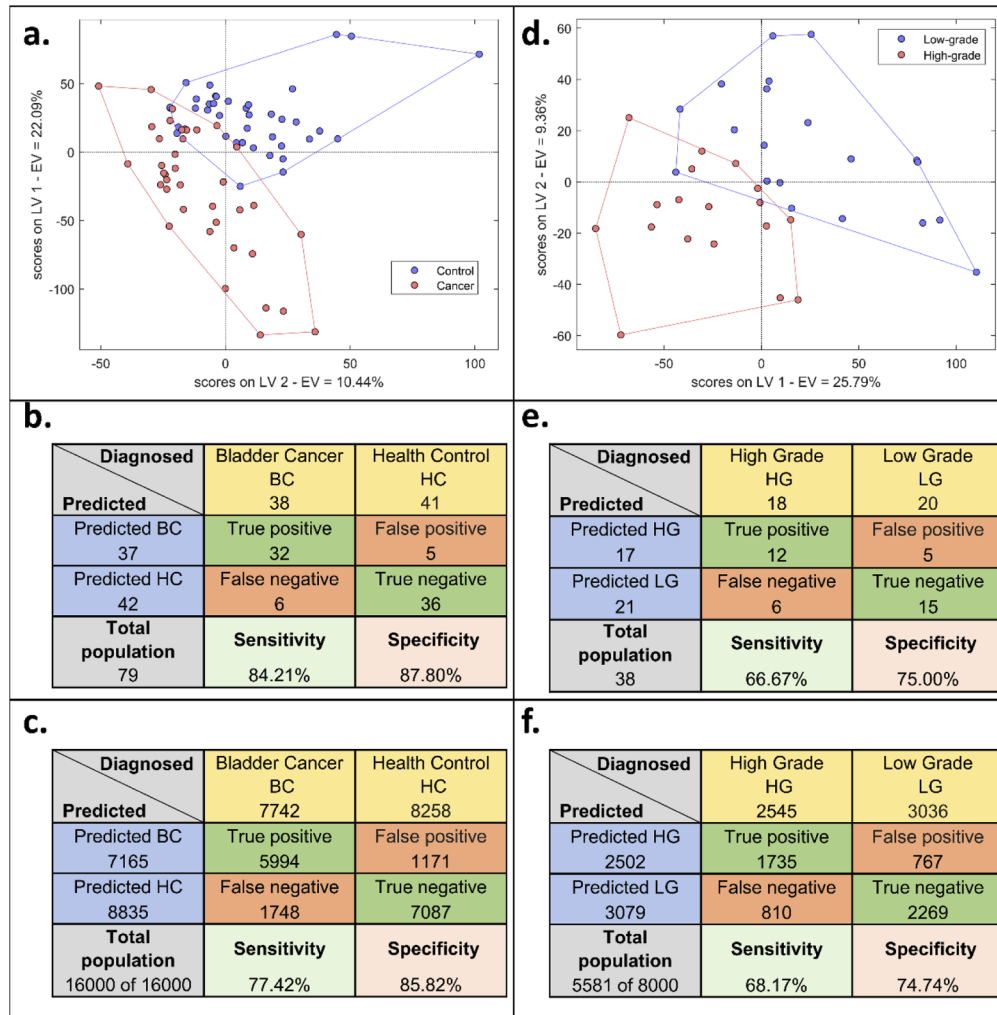 a.
50
0
-50
-100
-50
0
50
100
scores on LV 1 - EV = 22.09%
scores on LV 2 - EV = 10.44%
Control
Cancer
d.
60
40
20
0
-20
-40
-60
-50
0
50
100
scores on LV 2 - EV = 9.36%
scores on LV 1 - EV = 25.79%
Low-grade
High-grade
b.
Diagnosed
Predicted
Bladder Cancer
BC
38
Health Control
HC
41
Predicted BC
37
True positive
32
False positive
5
Predicted HC
42
False negative
6
True negative
36
Total
population
79
Sensitivity
84.21%
Specificity
87.80%
e.
Diagnosed
Predicted
High Grade
HG
18
Low Grade
LG
20
Predicted HG
17
True positive
12
False positive
5
Predicted LG
21
False negative
6
True negative
15
Total
population
38
Sensitivity
66.67%
Specificity
75.00%
c.
Diagnosed
Predicted
Bladder Cancer
BC
7742
Health Control
HC
8258
Predicted BC
7165
True positive
5994
False positive
1171
Predicted HC
8835
False negative
1748
True negative
7087
Total
population
16000 of 16000
Sensitivity
77.42%
Specificity
85.82%
f.
Diagnosed
Predicted
High Grade
HG
2545
Low Grade
LG
3036
Predicted HG
2502
True positive
1735
False positive
767
Predicted LG
3079
False negative
810
True negative
2269
Total
population
5581 of 8000
Sensitivity
68.17%
Specificity
74.74%